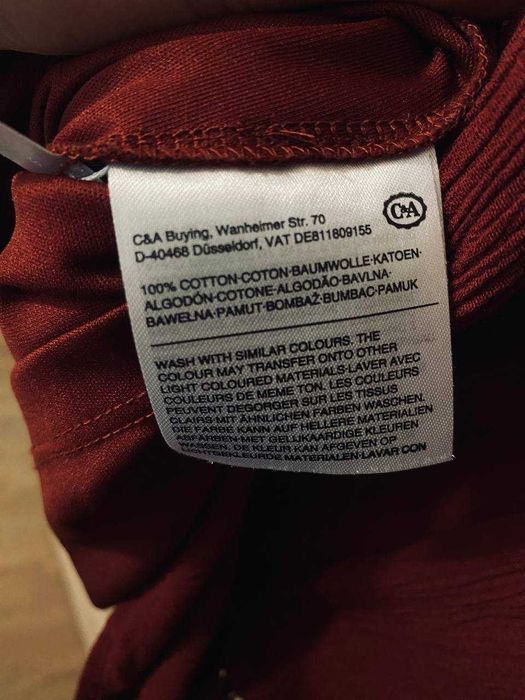 C&A
C&A Buying, Wanheimer Str. 70
D-40468 Düsseldorf, VAT DE811809155
100% COTTON·COTON·BAUMWOLLE·KATOEN·
ALGODÓN·COTONE·ALGODÃO·BAVLNA·
BAWEŁNA·PAMUT·BOMBAŽ·BUMBAC·PAMUK
WASH WITH SIMILAR COLOURS. THE
COLOUR MAY TRANSFER ONTO OTHER
LIGHT COLOURED MATERIALS·LAVER AVEC
COULEURS DE MEME TON. LES COULEURS
PEUVENT DEGORGER SUR LES TISSUS
CLAIRS·MIT ÄHNLICHEN FARBEN WASCHEN.
DIE FARBE KANN AUF HELLERE MATERIALIEN
ABFÄRBEN·MET GELIJKAARDIGE KLEUREN
WASSEN. DE KLEUR KAN AFGEVEN OP
LICHTGEKLEURDE MATERIALEN·LAVAR CON